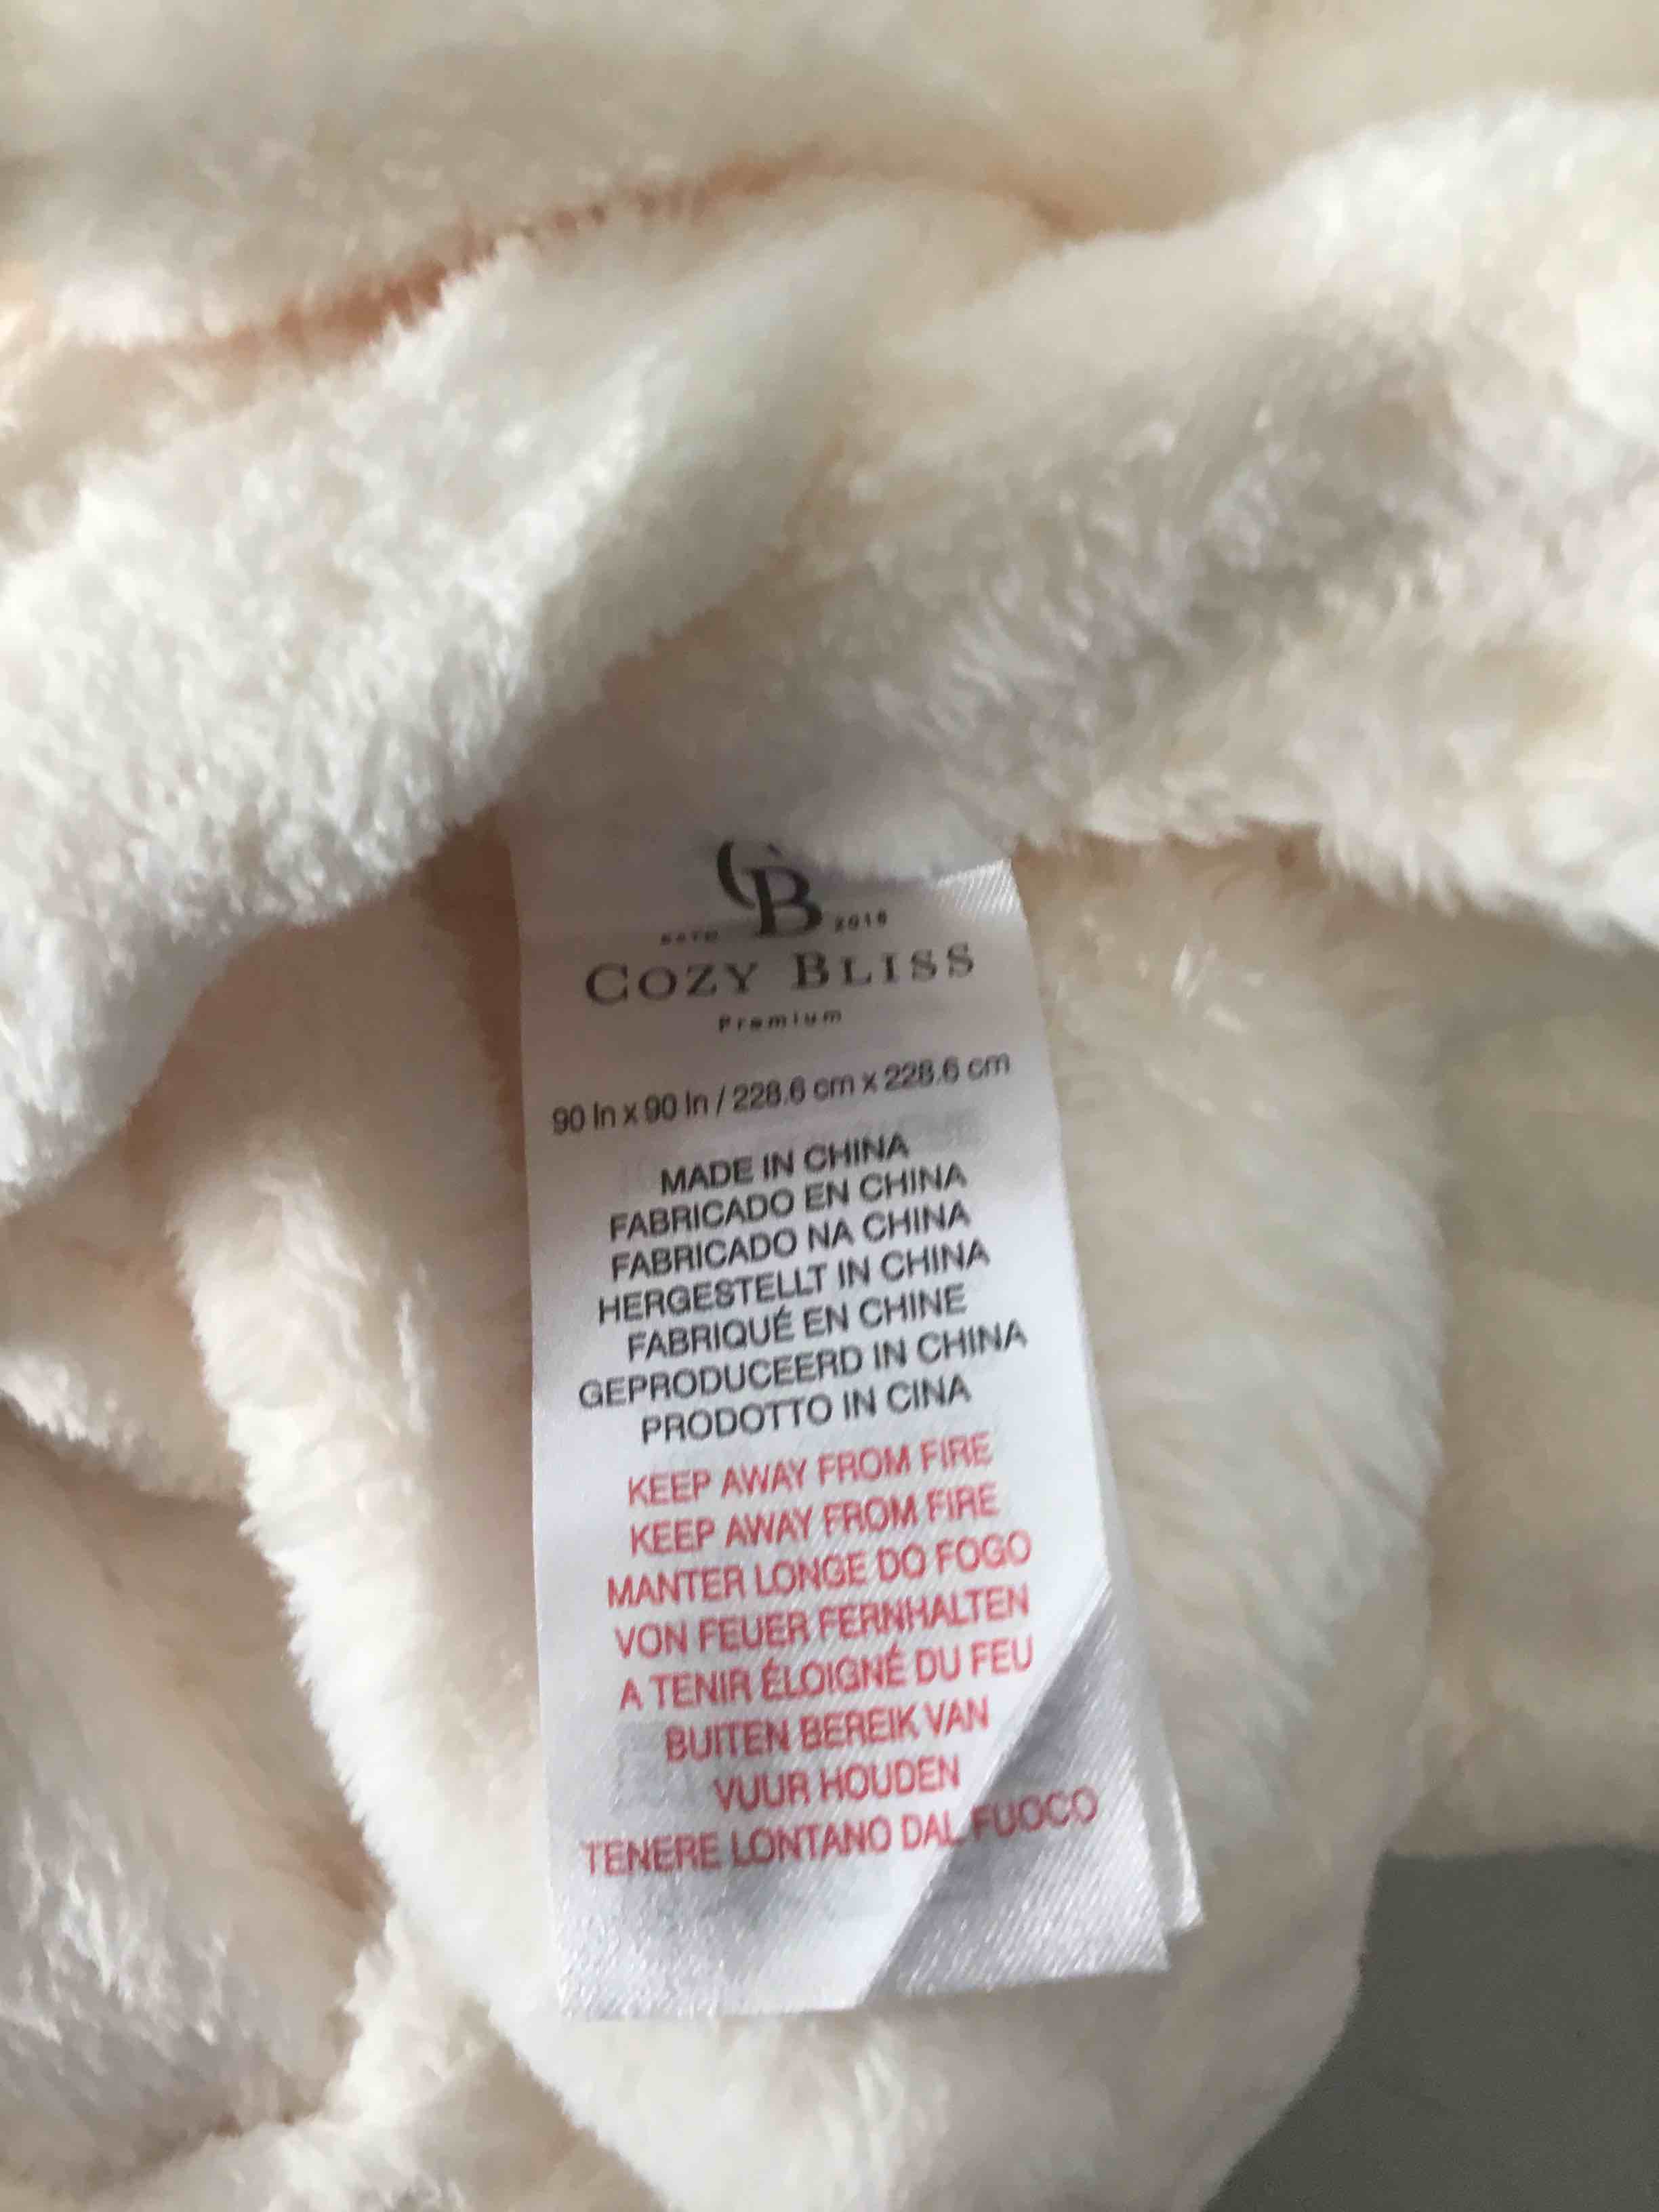 CB
ESTD 2018
COZY BLISS
Premium
90 In x 90 In / 228.6 cm x 228.6 cm
MADE IN CHINA
FABRICADO EN CHINA
FABRICADO NA CHINA
HERGESTELLT IN CHINA
FABRIQUÉ EN CHINE
GEPRODUCEERD IN CHINA
PRODOTTO IN CINA
KEEP AWAY FROM FIRE
KEEP AWAY FROM FIRE
MANTER LONGE DO FOGO
VON FEUER FERNHALTEN
A TENIR ÉLOIGNÉ DU FEU
BUITEN BEREIK VAN
VUUR HOUDEN
TENERE LONTANO DAL FUOCO